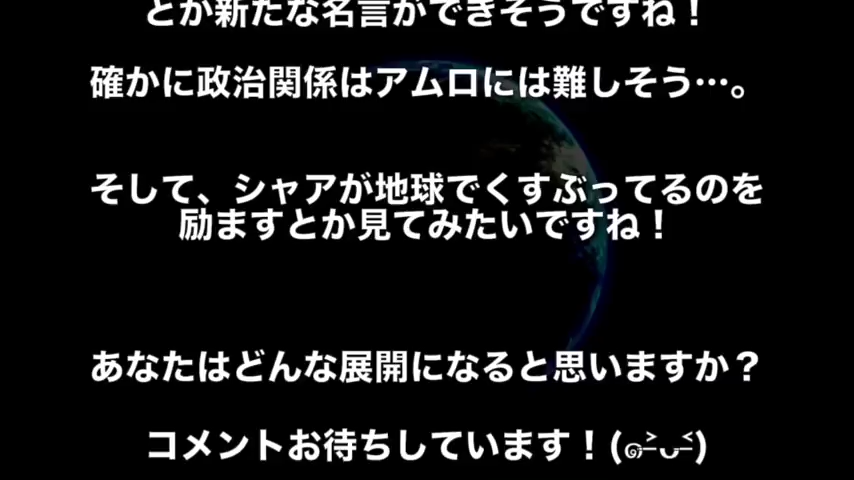 とか新たな名言ができそうですね！
確かに政治関係はアムロには難しそう…。
そして、シャアが地球でくすぶってるのを
励ますとか見てみたいですね！
あなたはどんな展開になると思いますか？
コメントお待ちしています！(๑˃̵ᴗ˂̵)